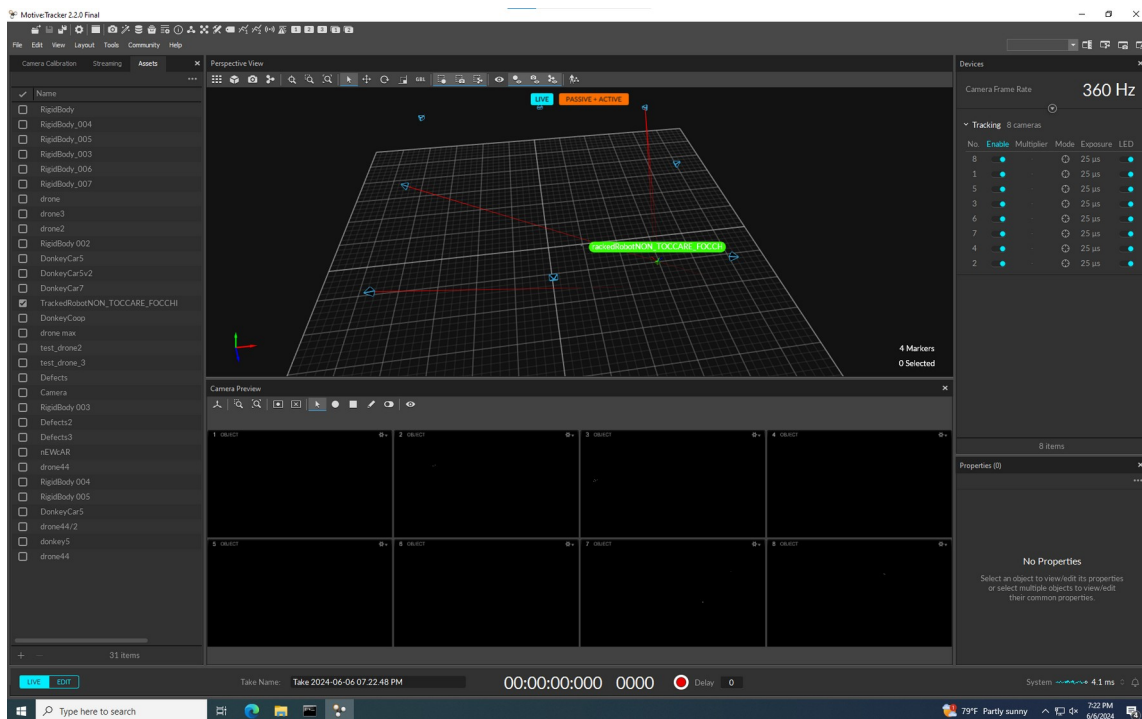 Motive:Tracker 2.2.0 Final
File Edit View Layout Tools Community Help
Camera Calibration Streaming Assets
Name
RigidBody
RigidBody_004
RigidBody_005
RigidBody_003
RigidBody_006
RigidBody_007
drone
drone3
drone2
RigidBody 002
DonkeyCar5
DonkeyCar5v2
DonkeyCar7
TrackedRobotNON_TOCCARE_FOCCHI
DonkeyCoop
drone max
test_drone2
test_drone_3
Defects
Camera
RigidBody 003
Defects2
Defects3
nEWcAR
drone44
RigidBody 004
RigidBody 005
DonkeyCar5
drone44/2
donkey5
drone44
31 items
Perspective View
LIVE PASSIVE + ACTIVE
rackedRobotNON_TOCCARE_FOCCH
4 Markers
0 Selected
Camera Preview
1 OBJECT 2 OBJECT 3 OBJECT 4 OBJECT
5 OBJECT 6 OBJECT 7 OBJECT 8 OBJECT
Devices
Camera Frame Rate 360 Hz
Tracking 8 cameras
No. Enable Multiplier Mode Exposure LED
8 25 µs
1 25 µs
5 25 µs
3 25 µs
6 25 µs
7 25 µs
4 25 µs
2 25 µs
8 items
Properties (0)
No Properties
Select an object to view/edit its properties
or select multiple objects to view/edit
their common properties.
LIVE EDIT Take Name: Take 2024-06-06 07.22.48 PM 00:00:00:000 0000 Delay 0 System 4.1 ms
Type here to search 79°F Partly sunny 7:22 PM
6/6/2024